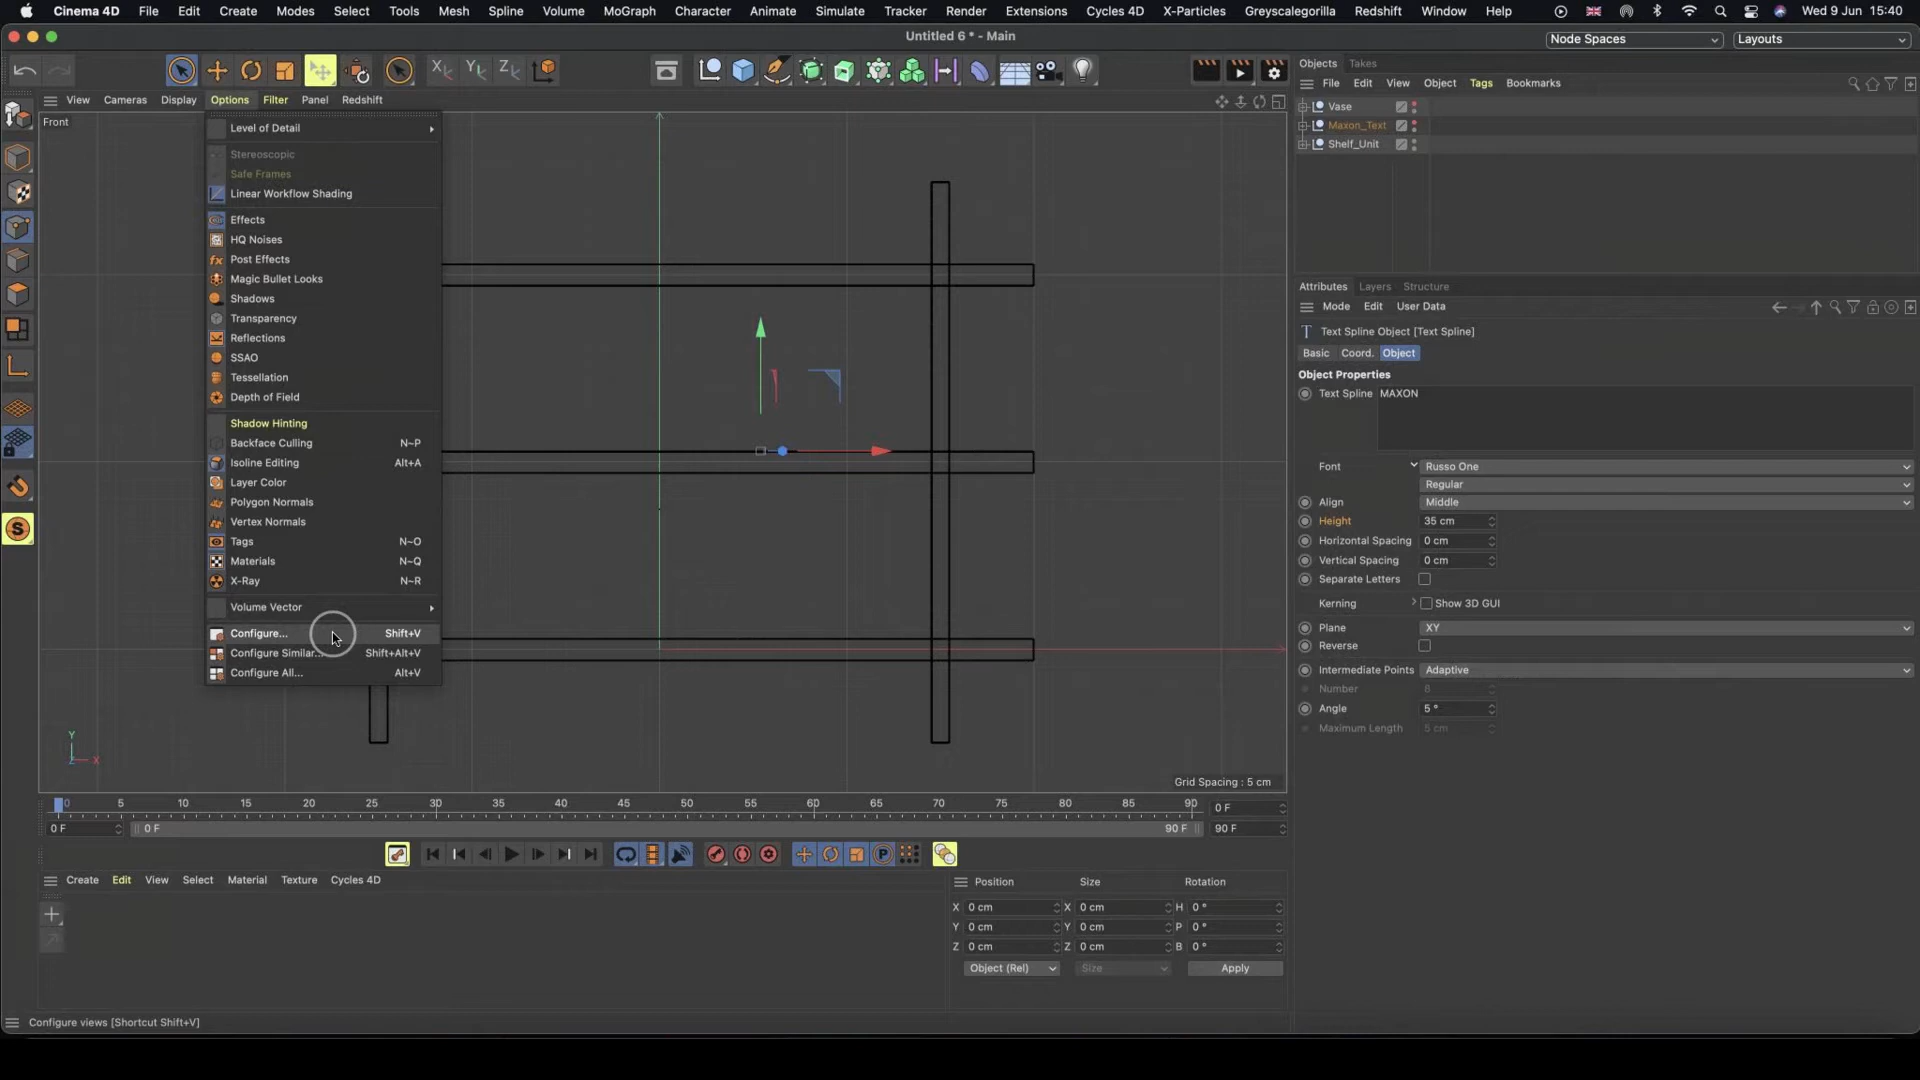 Cinema 4D File Edit Create Modes Select Tools Mesh Spline Volume MoGraph Character Animate Simulate Tracker Render Extensions Cycles 4D X-Particles Greyscalegorilla Redshift Window Help Wed 9 Jun 15:40
Untitled 6 * - Main
Node Spaces Layouts
View Cameras Display Options Filter Panel Redshift
Front
Level of Detail
Stereoscopic
Safe Frames
Linear Workflow Shading
Effects
HQ Noises
Post Effects
Magic Bullet Looks
Shadows
Transparency
Reflections
SSAO
Tessellation
Depth of Field
Shadow Hinting
Backface Culling N~P
Isoline Editing Alt+A
Layer Color
Polygon Normals
Vertex Normals
Tags N~O
Materials N~Q
X-Ray N~R
Volume Vector
Configure... Shift+V
Configure Similar... Shift+Alt+V
Configure All... Alt+V
Y
Z X
Grid Spacing : 5 cm
Objects Takes
File Edit View Object Tags Bookmarks
Vase
Maxon_Text
Shelf_Unit
Attributes Layers Structure
Mode Edit User Data
Text Spline Object [Text Spline]
Basic Coord. Object
Object Properties
Text Spline MAXON
Font Russo One
Regular
Align Middle
Height 35 cm
Horizontal Spacing 0 cm
Vertical Spacing 0 cm
Separate Letters
Kerning Show 3D GUI
Plane XY
Reverse
Intermediate Points Adaptive
Number 8
Angle 5 °
Maximum Length 5 cm
0 5 10 15 20 25 30 35 40 45 50 55 60 65 70 75 80 85 90 0 F
0 F 0 F 90 F 90 F
Create Edit View Select Material Texture Cycles 4D
Position Size Rotation
X 0 cm X 0 cm H 0 °
Y 0 cm Y 0 cm P 0 °
Z 0 cm Z 0 cm B 0 °
Object (Rel) Size Apply
Configure views [Shortcut Shift+V]